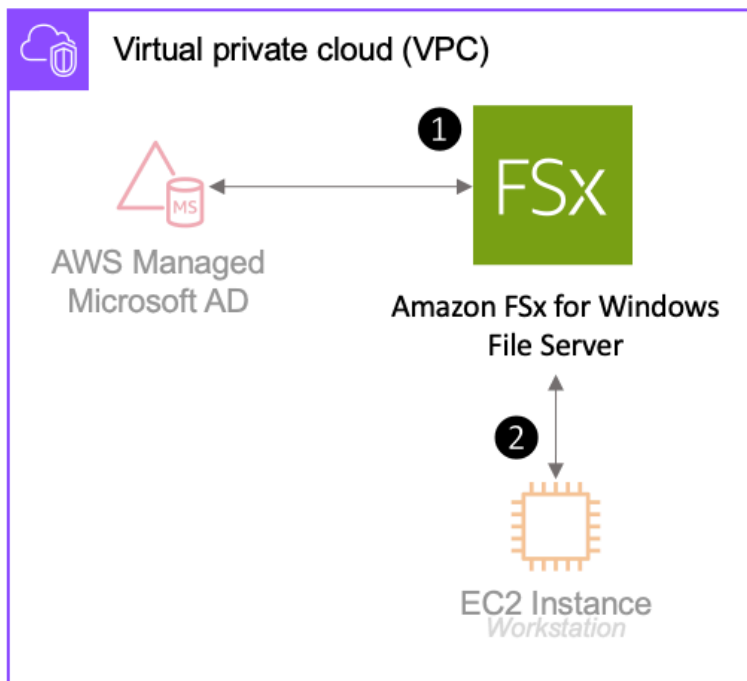 Virtual private cloud (VPC)
1
FSx
MS
AWS Managed
Microsoft AD
Amazon FSx for Windows
File Server
2
EC2 Instance
Workstation